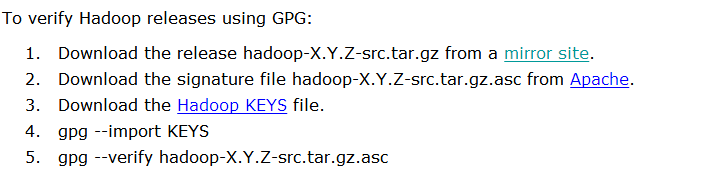 To verify Hadoop releases using GPG:
1. Download the release hadoop-X.Y.Z-src.tar.gz from a mirror site.
2. Download the signature file hadoop-X.Y.Z-src.tar.gz.asc from Apache.
3. Download the Hadoop KEYS file.
4. gpg --import KEYS
5. gpg --verify hadoop-X.Y.Z-src.tar.gz.asc